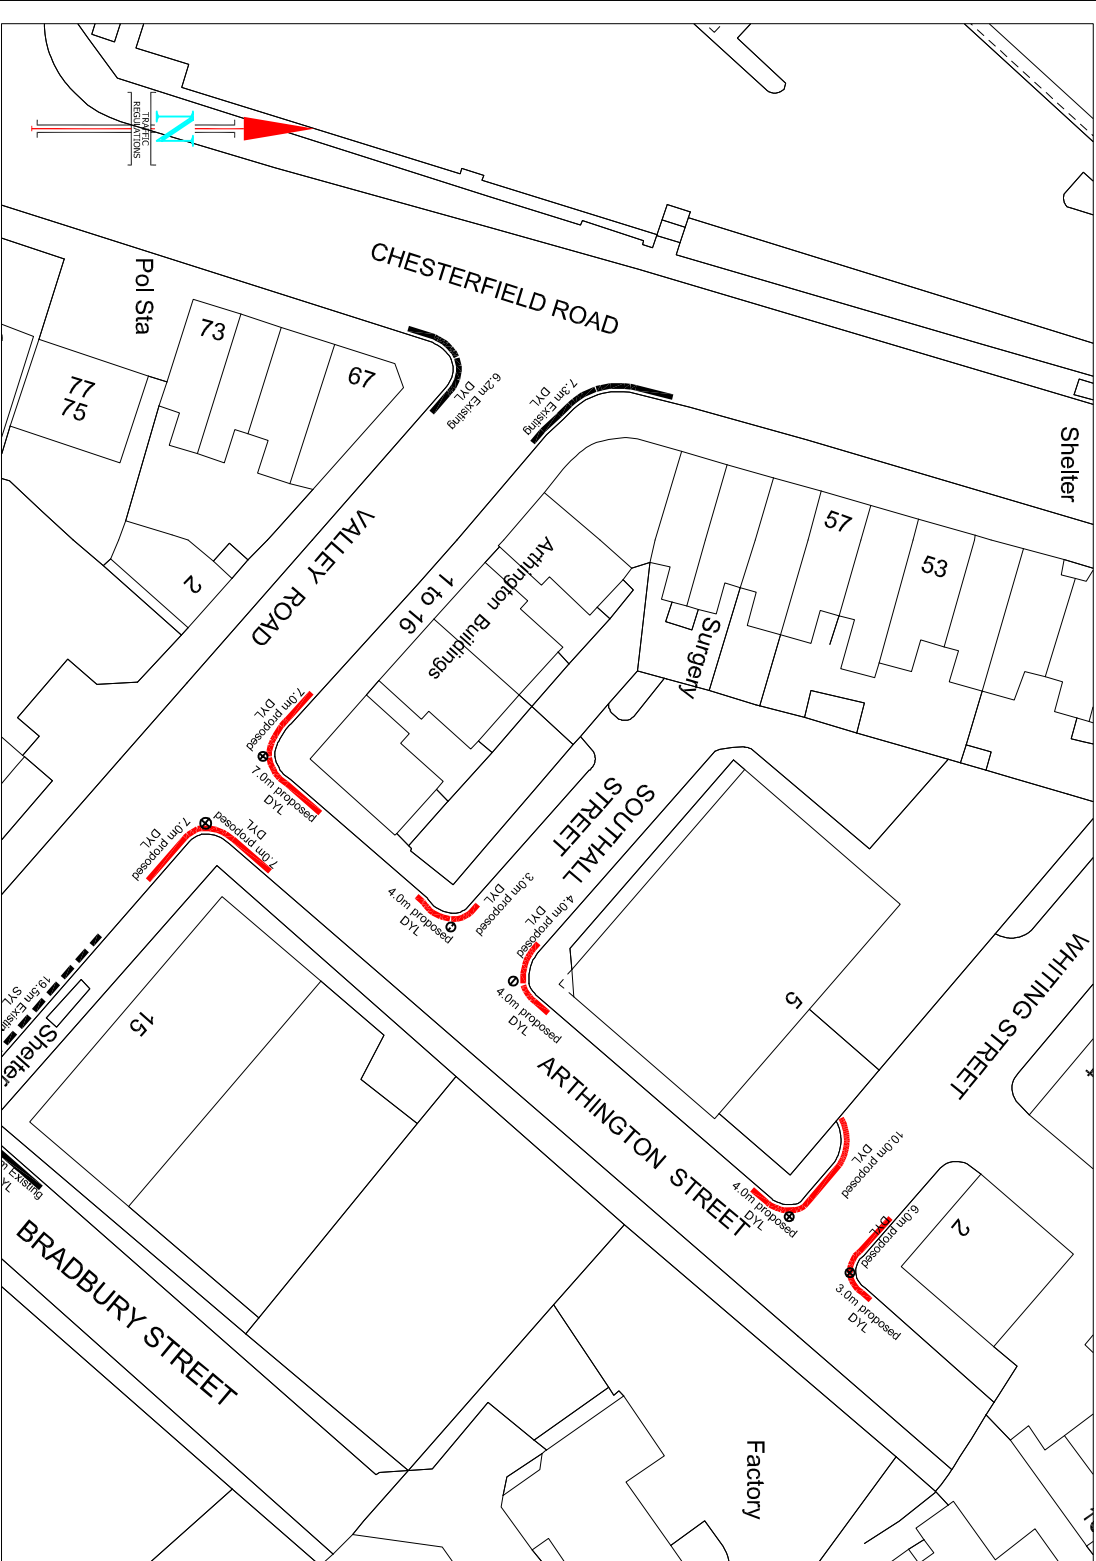 TRAFFIC
REGULATIONS
N
CHESTERFIELD ROAD
Pol Sta
73
67
77
75
6.2m Existing
DYL
7.3m Existing
DYL
Shelter
57
53
VALLEY ROAD
2
1 to 16
Arthington Buildings
Surgery
7.0m proposed
DYL
7.0m proposed
DYL
7.0m proposed
DYL
7.0m proposed
DYL
SOUTHALL
STREET
4.0m proposed
DYL
3.0m proposed
DYL
4.0m proposed
DYL
4.0m proposed
DYL
5
WHITING STREET
19.5m Existing
SYL
Shelter
15
ARTHINGTON STREET
10.0m proposed
DYL
4.0m proposed
DYL
6.0m proposed
DYL
3.0m proposed
DYL
2
m Existing
YL
BRADBURY STREET
Factory